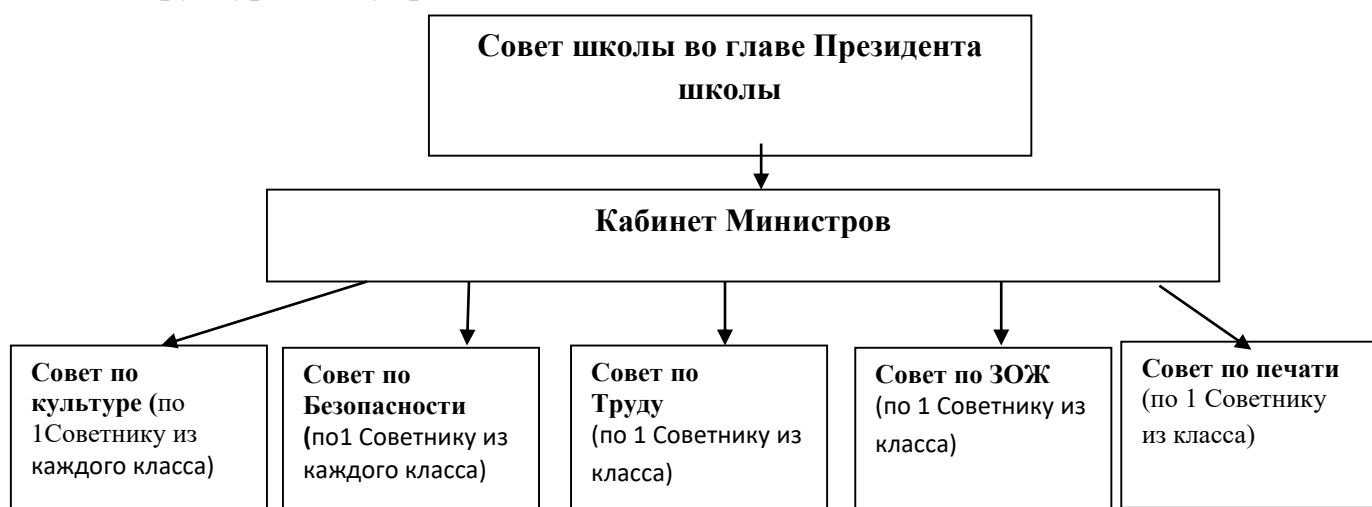 Совет школы во главе Президента
школы
Кабинет Министров
Совет по
культуре (по
1Советнику из
каждого класса)
Совет по
Безопасности
(по1 Советнику из
каждого класса)
Совет по
Труду
(по 1 Советнику из
класса)
Совет по ЗОЖ
(по 1 Советнику из
класса)
Совет по печати
(по 1 Советнику
из класса)